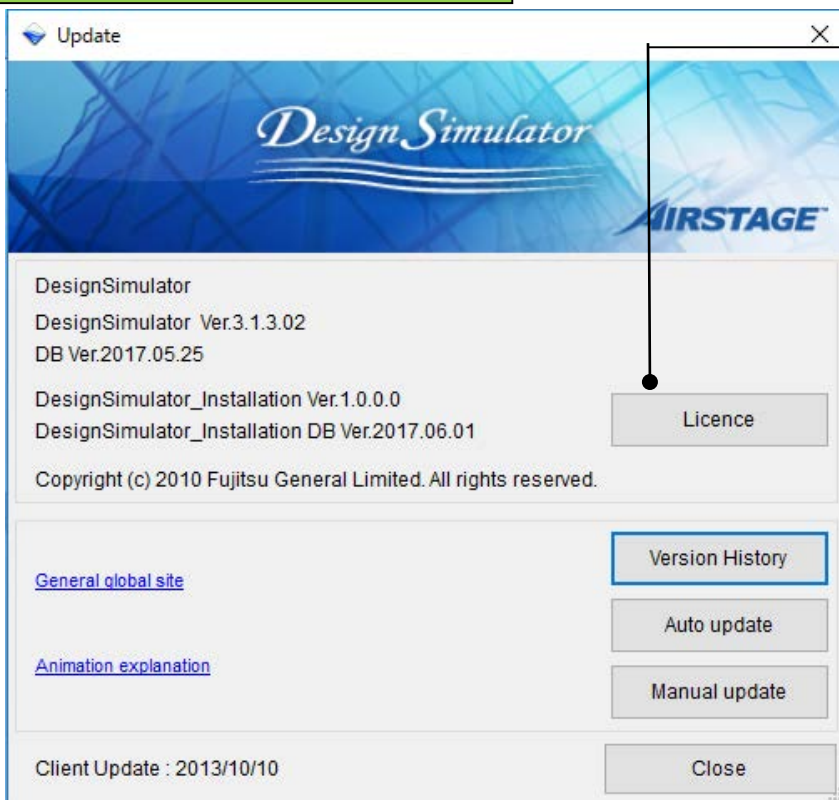 Update
Design Simulator
AIRSTAGE™
DesignSimulator
DesignSimulator Ver.3.1.3.02
DB Ver.2017.05.25
DesignSimulator_Installation Ver.1.0.0.0
DesignSimulator_Installation DB Ver.2017.06.01
Licence
Copyright (c) 2010 Fujitsu General Limited. All rights reserved.
Version History
General global site
Auto update
Animation explanation
Manual update
Client Update : 2013/10/10
Close